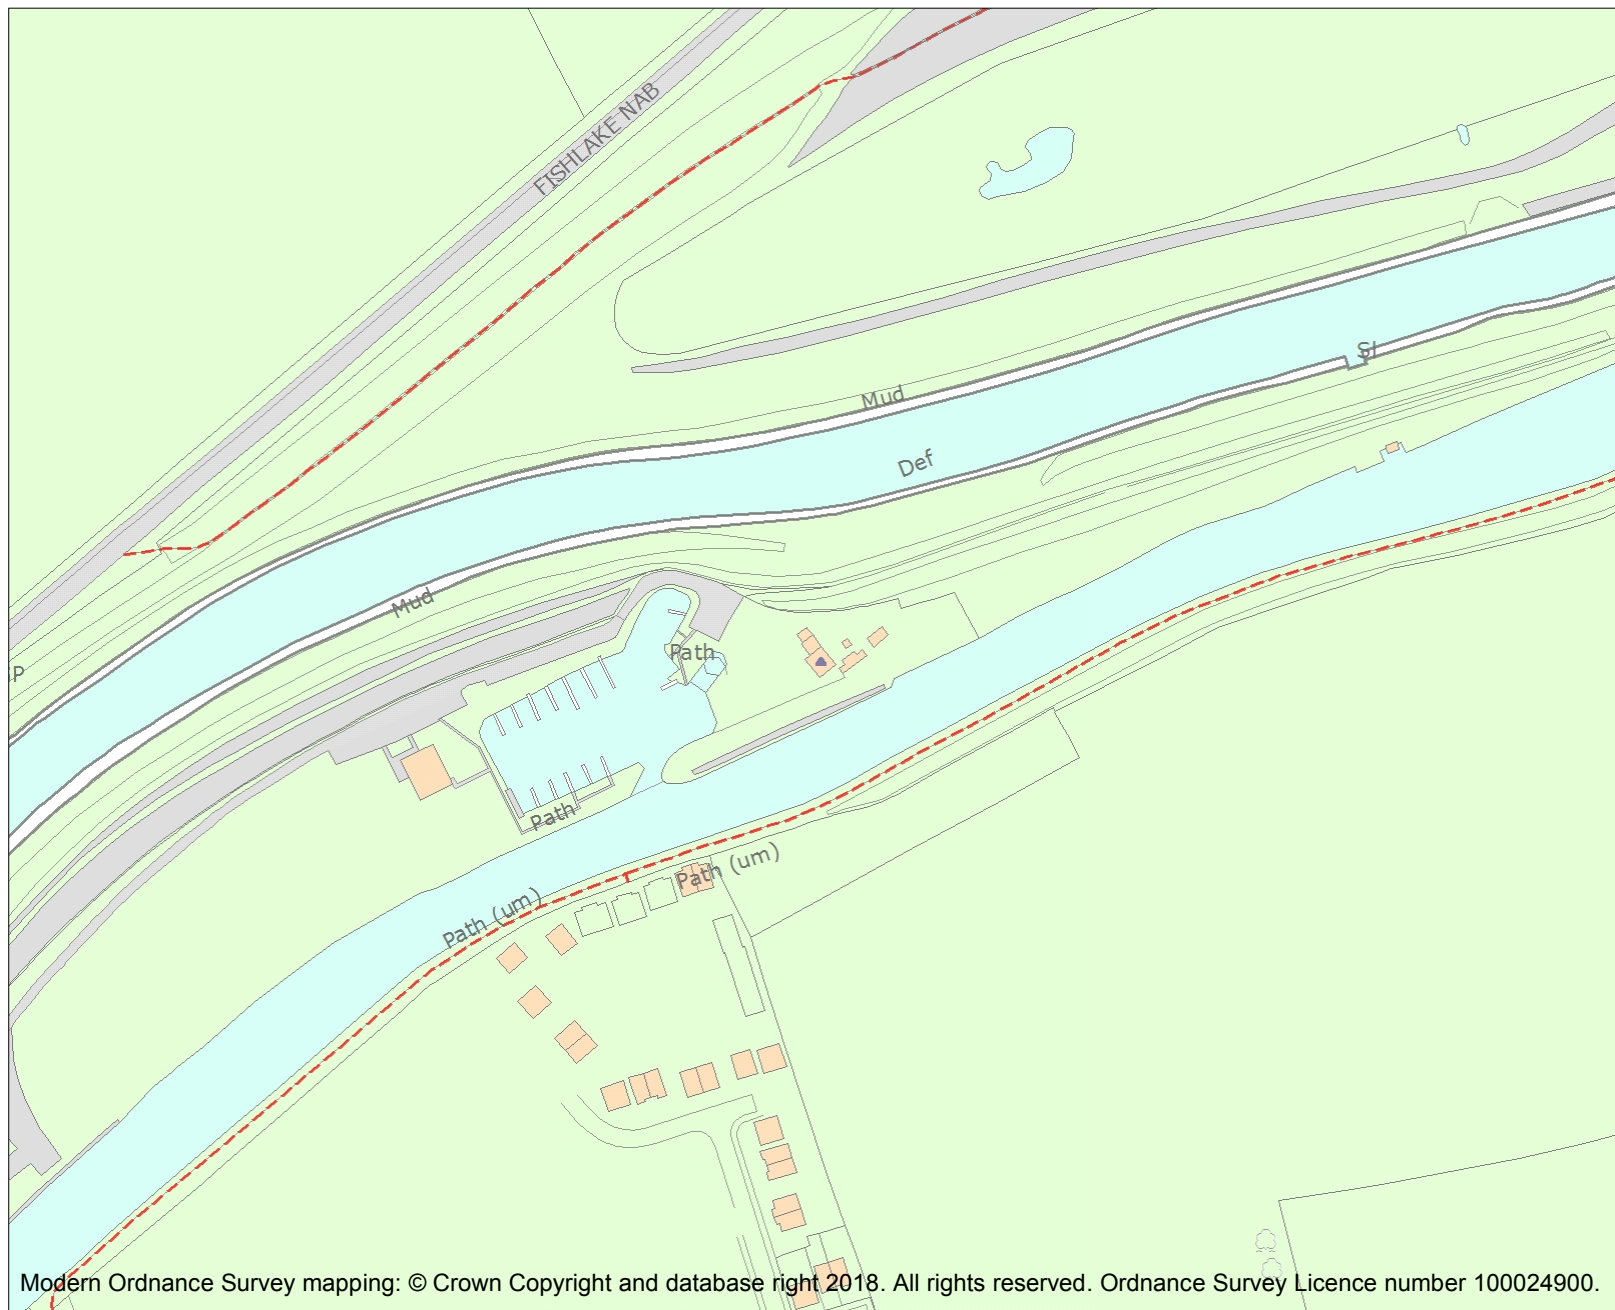 FISHLAKE NAB
Sl
Mud
Def
Mud
Path
Path
Path (um)
Path (um)
Modern Ordnance Survey mapping: © Crown Copyright and database right 2018. All rights reserved. Ordnance Survey Licence number 100024900.